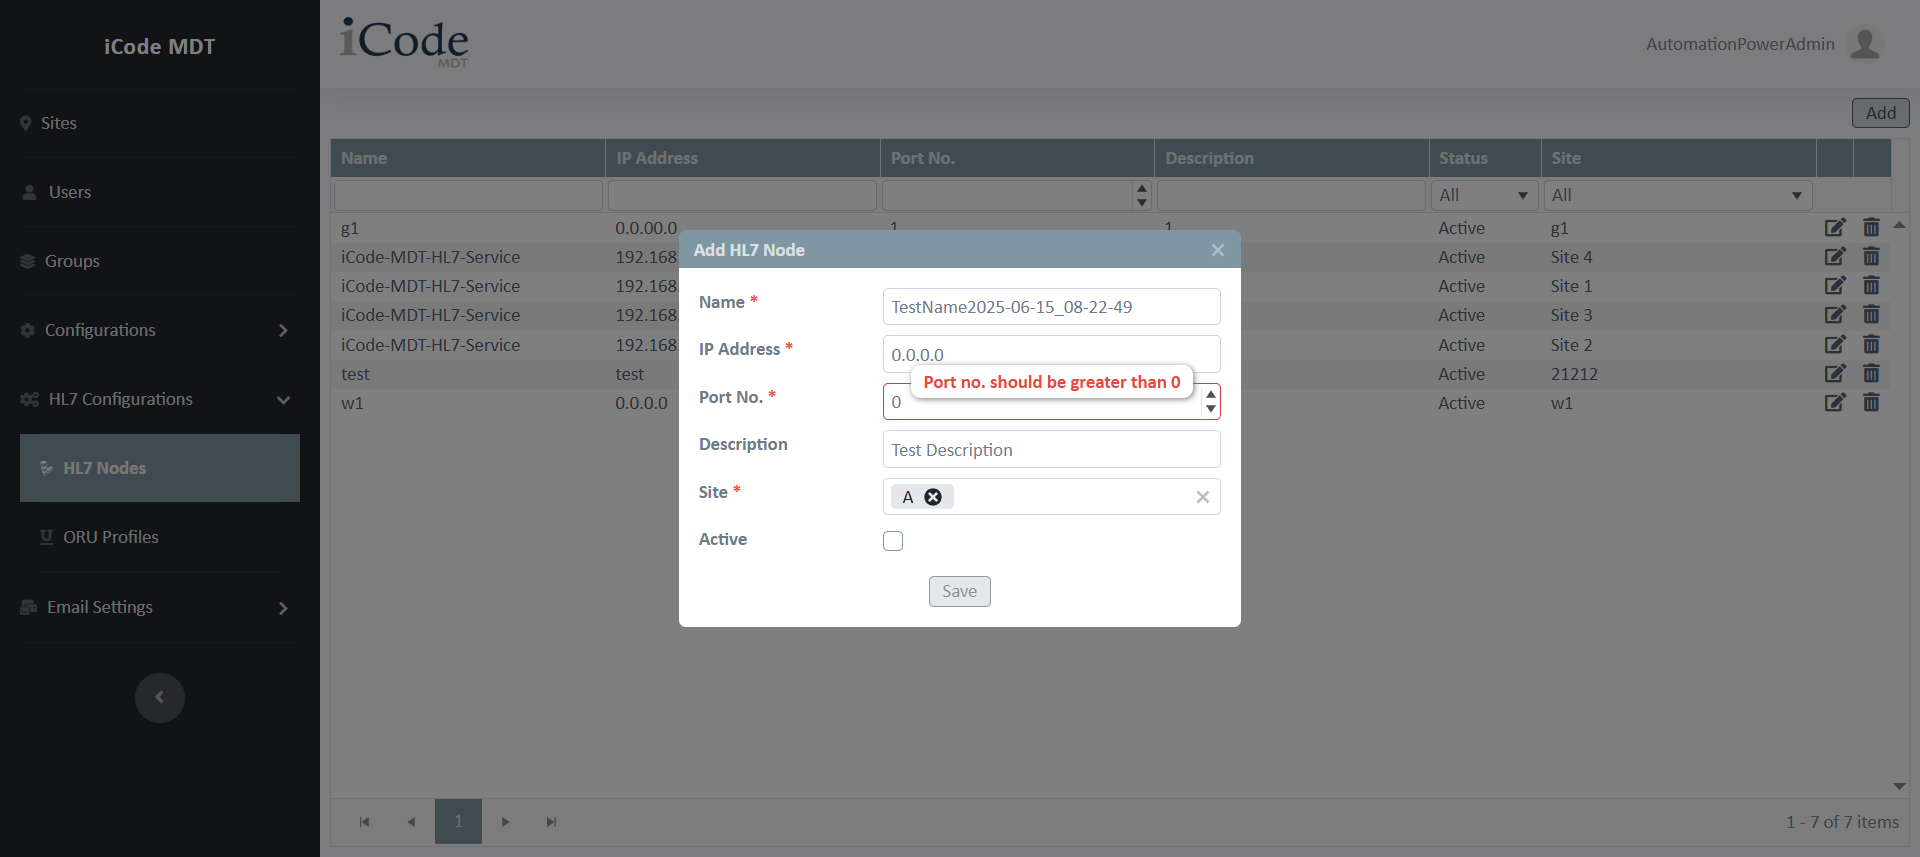 iCode MDT
Sites
Users
Groups
Configurations
HL7 Configurations
HL7 Nodes
ORU Profiles
Email Settings
iCode
MDT
AutomationPowerAdmin
Add
Name IP Address Port No. Description Status Site
All All
g1 0.0.00.0 1 1 Active g1
iCode-MDT-HL7-Service 192.168. Active Site 4
iCode-MDT-HL7-Service 192.168. Active Site 1
iCode-MDT-HL7-Service 192.168. Active Site 3
iCode-MDT-HL7-Service 192.168. Active Site 2
test test Active 21212
w1 0.0.0.0 Active w1
Add HL7 Node
Name * TestName2025-06-15_08-22-49
IP Address * 0.0.0.0
Port no. should be greater than 0
Port No. * 0
Description Test Description
Site * A
Active
Save
1
1 - 7 of 7 items